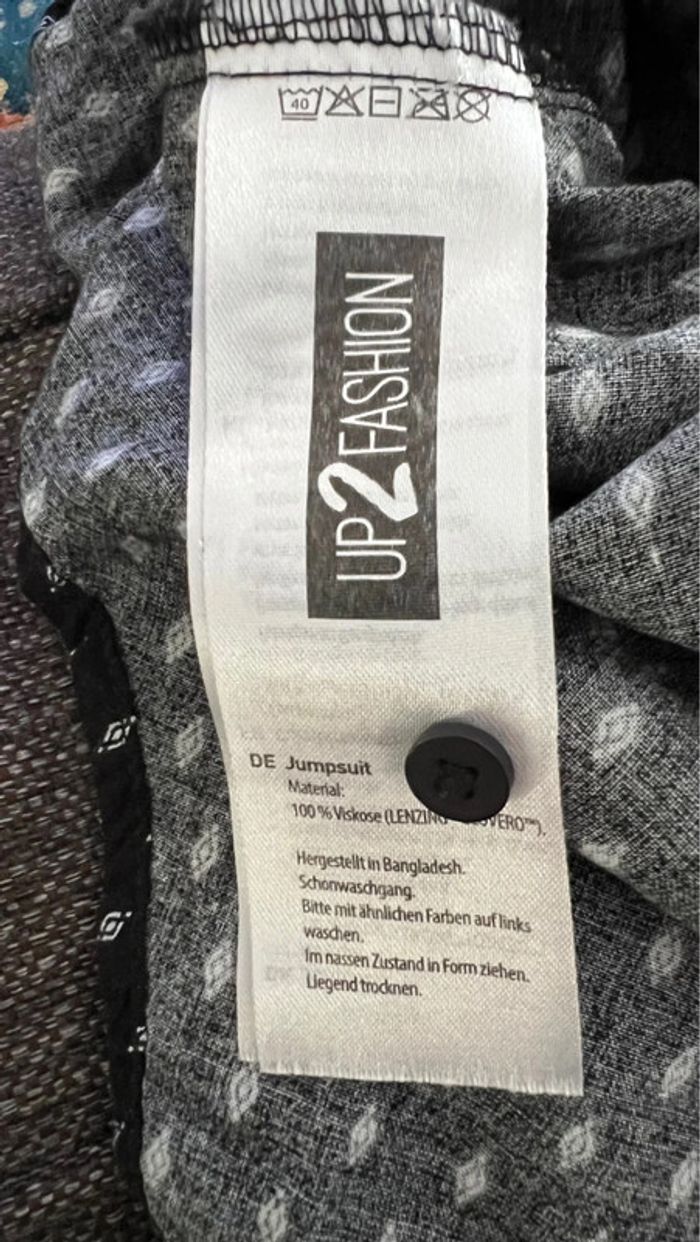 40
UP2FASHION
DE Jumpsuit
Material:
100 % Viskose
Hergestellt in Bangladesh.
Schonwaschgang.
Bitte mit ähnlichen Farben auf links
waschen.
Im nassen Zustand in Form ziehen.
Liegend trocknen.